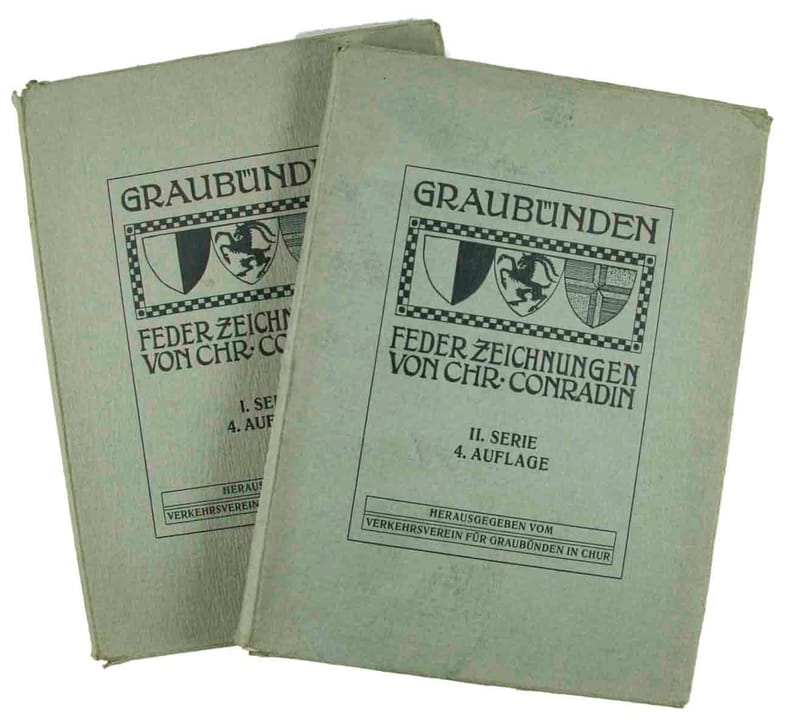 GRAUBÜNDEN
FEDERZEICHNUNGEN
VON CHR. CONRADIN
II. SERIE
4. AUFLAGE
HERAUSGEGEBEN VOM
VERKEHRSVEREIN FÜR GRAUBÜNDEN IN CHUR
GRAUBÜND
FEDERZEICHN
VON CHR. CO
I. SE
4. AUF
HERAUS
VERKEHRSVEREIN